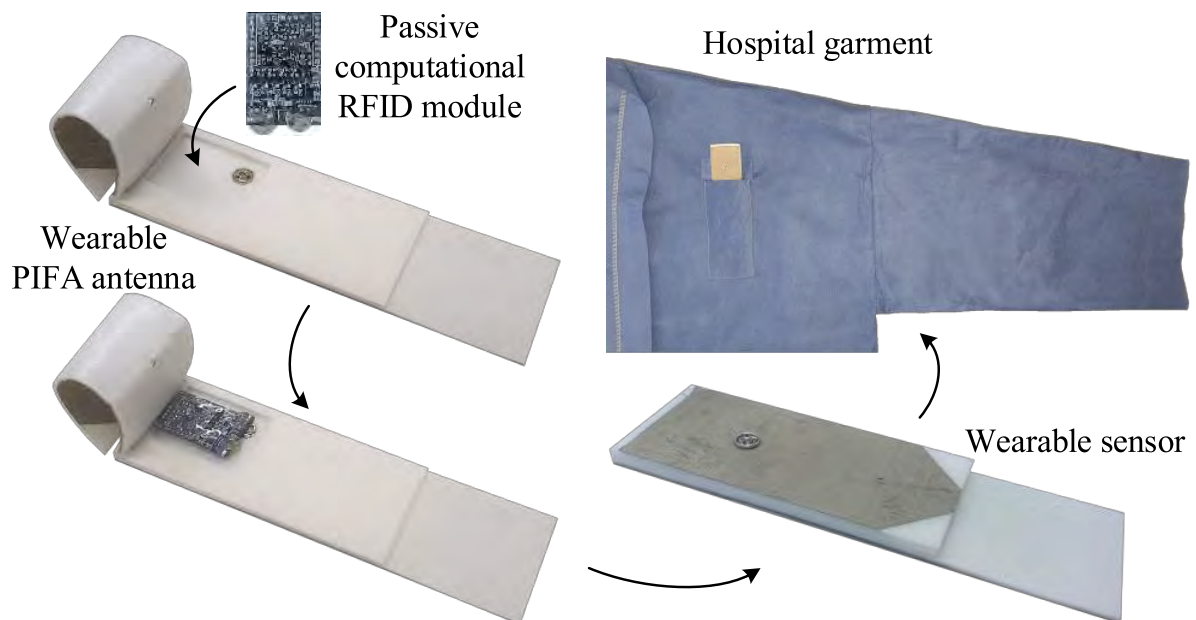 Passive
computational
RFID module
Hospital garment
Wearable
PIFA antenna
Wearable sensor